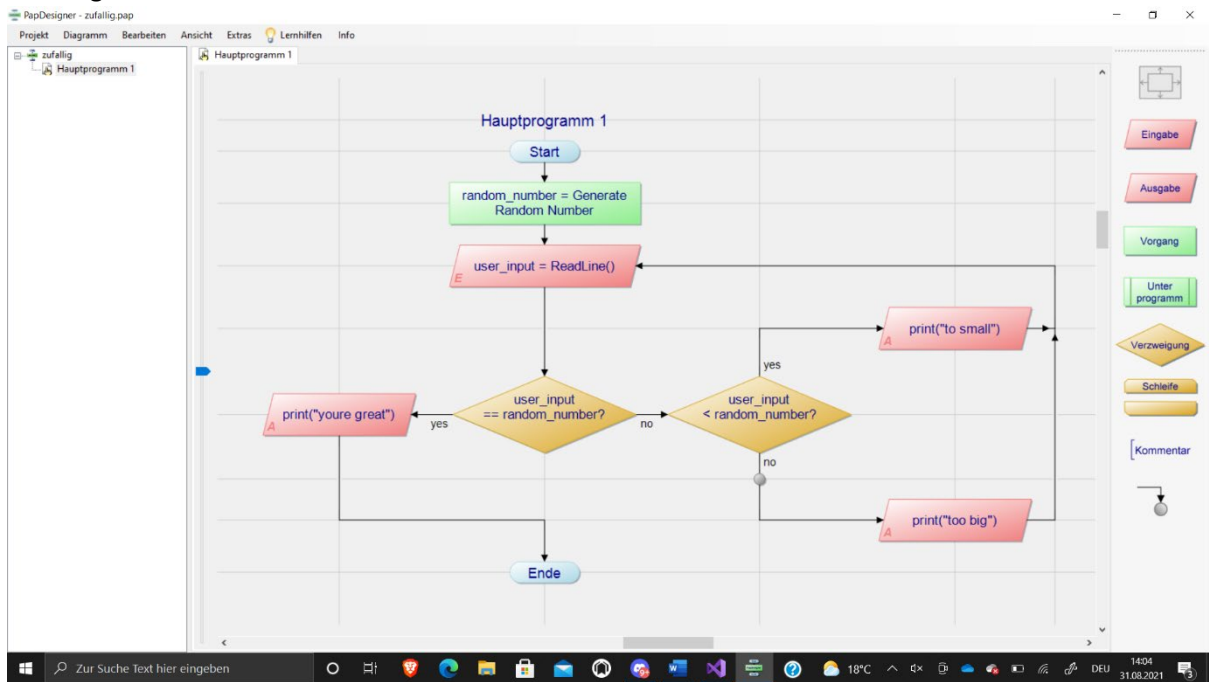 PapDesigner - zufallig.pap
Projekt Diagramm Bearbeiten Ansicht Extras Lernhilfen Info
zufallig
Hauptprogramm 1
Hauptprogramm 1
Hauptprogramm 1
Start
random_number = Generate
Random Number
user_input = ReadLine()
E
print("to small")
A
yes
user_input
== random_number?
user_input
< random_number?
print("youre great")
A
yes
no
no
print("too big")
A
Ende
Eingabe
Ausgabe
Vorgang
Unter
programm
Verzweigung
Schleife
Kommentar
Zur Suche Text hier eingeben
18°C
DEU
14:04
31.08.2021
3